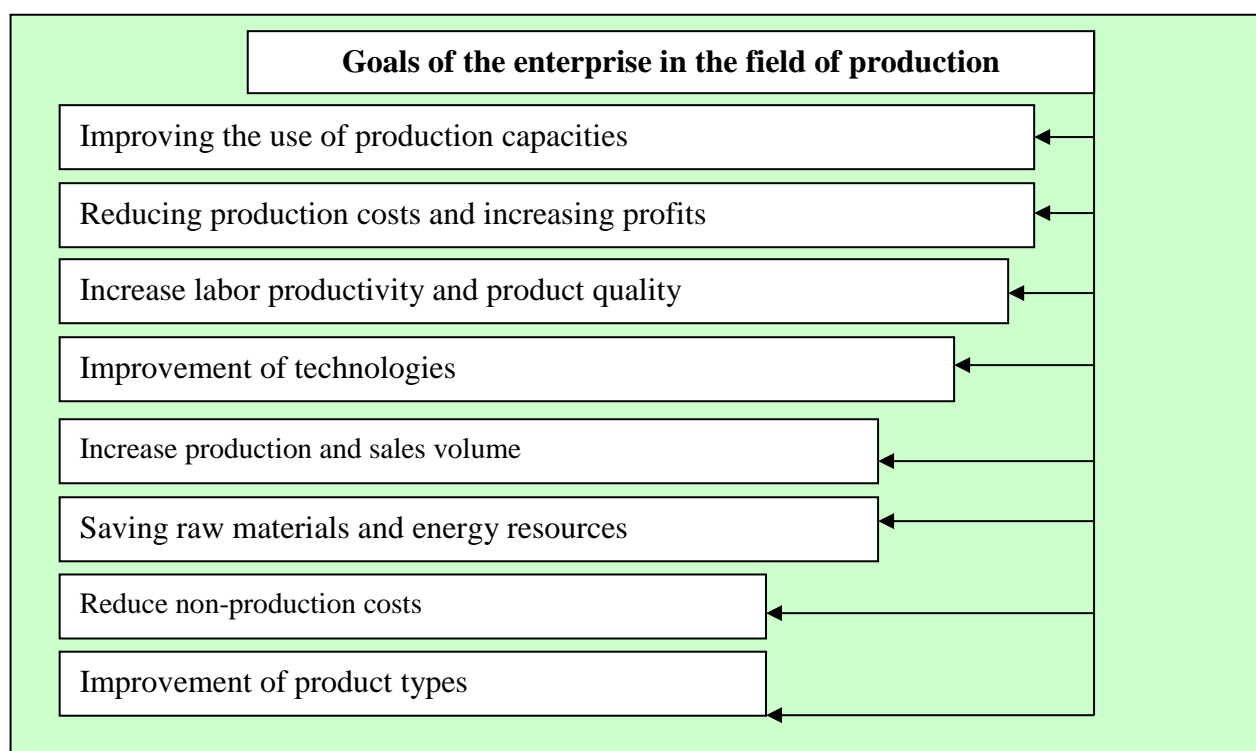 Goals of the enterprise in the field of production
Improving the use of production capacities
Reducing production costs and increasing profits
Increase labor productivity and product quality
Improvement of technologies
Increase production and sales volume
Saving raw materials and energy resources
Reduce non-production costs
Improvement of product types